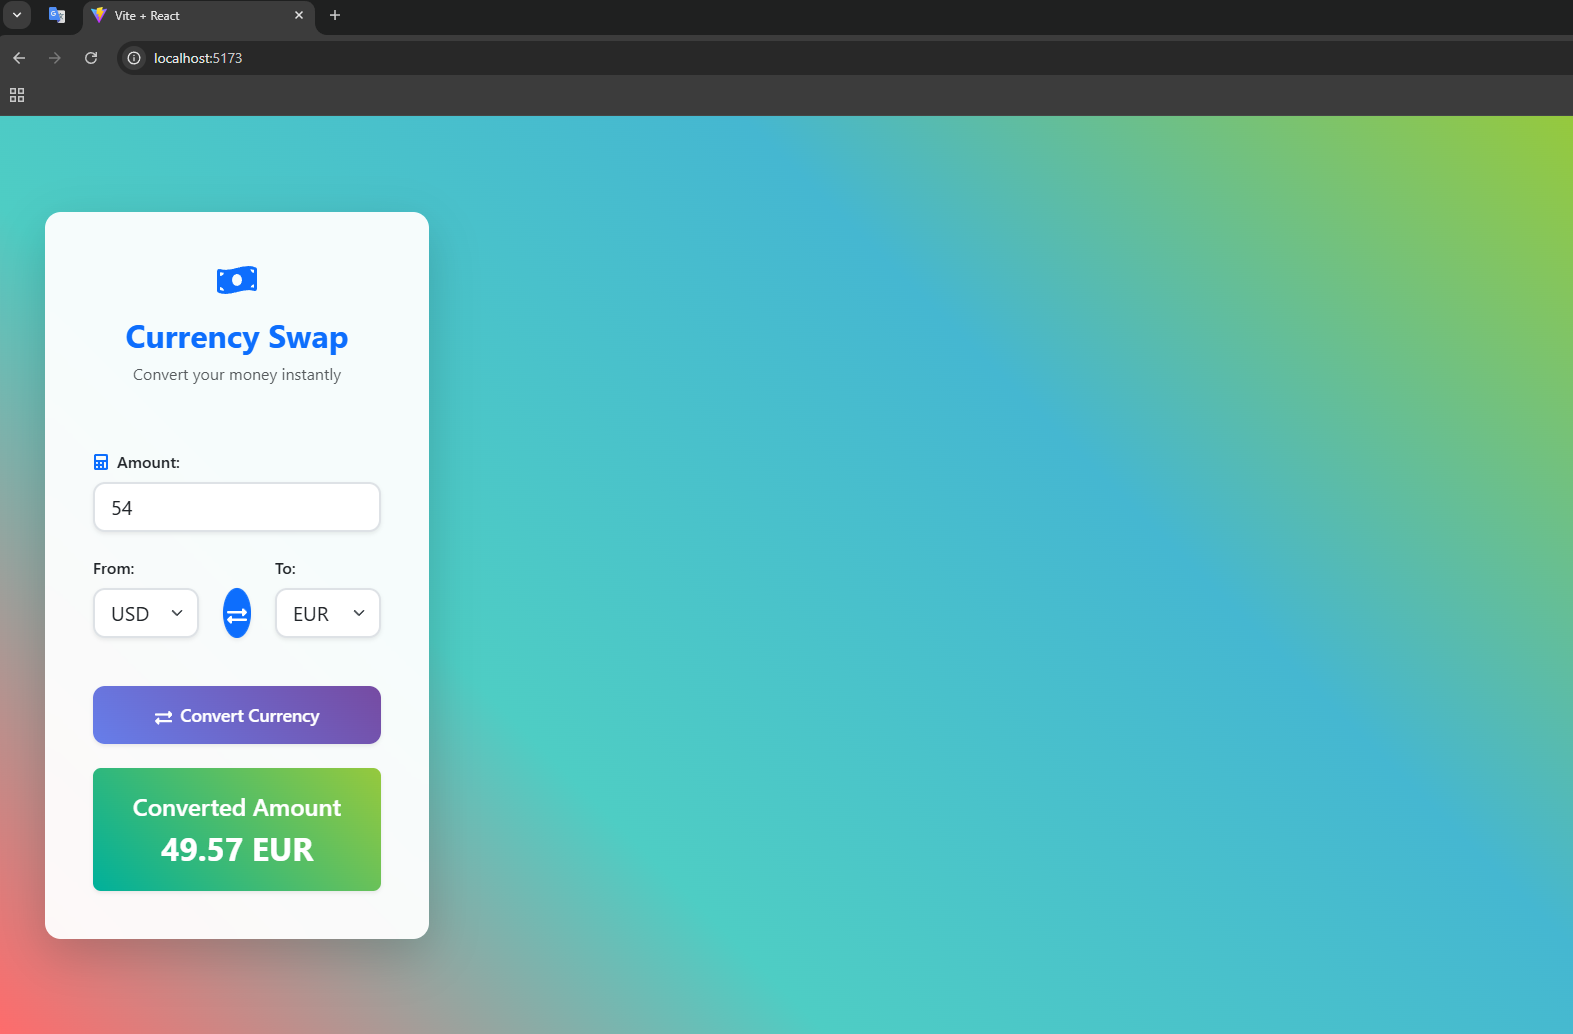 Vite + React
localhost:5173
Currency Swap
Convert your money instantly
Amount:
54
From:
To:
USD
EUR
Convert Currency
Converted Amount
49.57 EUR